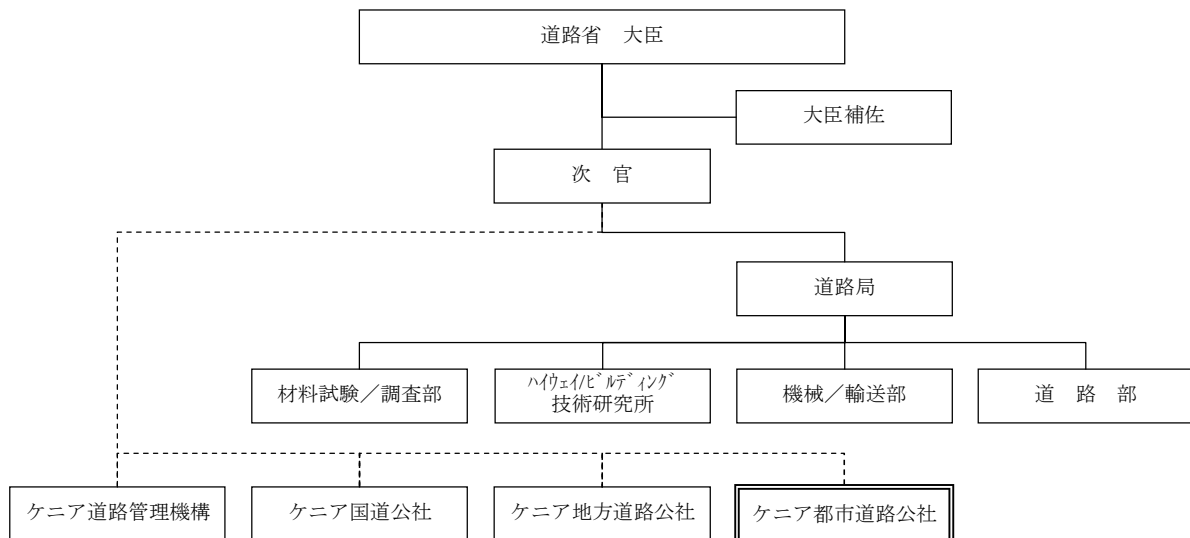 道路省　大臣
大臣補佐
次　官
道路局
材料試験／調査部
ﾊｲｳｪｲ/ﾋﾞﾙﾃﾞｨﾝｸﾞ
技術研究所
機械／輸送部
道　路　部
ケニア道路管理機構
ケニア国道公社
ケニア地方道路公社
ケニア都市道路公社